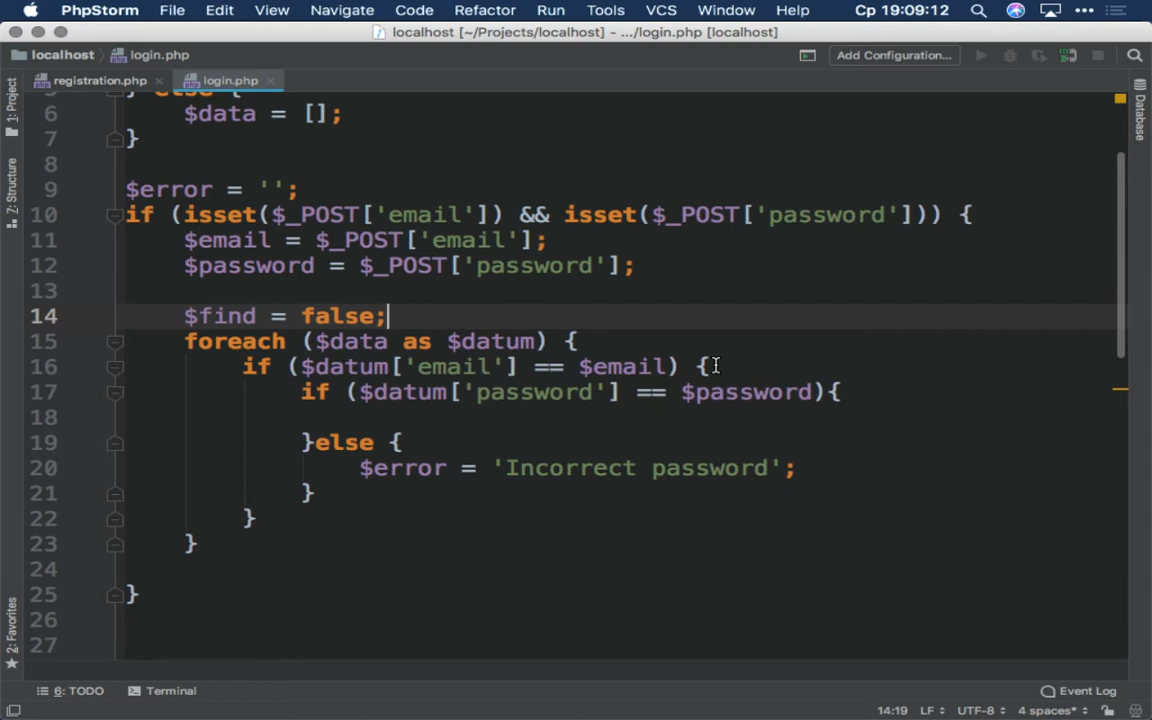 PhpStorm File Edit View Navigate Code Refactor Run Tools VCS Window Help Cp 19:09:12
localhost [~/Projects/localhost] - .../login.php [localhost]
localhost login.php Add Configuration...
registration.php login.php
1: Project
7: Structure
2: Favorites
Database
} else {
6 $data = [];
7 }
8
9 $error = '';
10 if (isset($_POST['email']) && isset($_POST['password'])) {
11 $email = $_POST['email'];
12 $password = $_POST['password'];
13
14 $find = false;
15 foreach ($data as $datum) {
16 if ($datum['email'] == $email) {
17 if ($datum['password'] == $password){
18
19 }else {
20 $error = 'Incorrect password';
21 }
22 }
23 }
24
25 }
26
27
6: TODO Terminal Event Log
14:19 LF UTF-8 4 spaces*